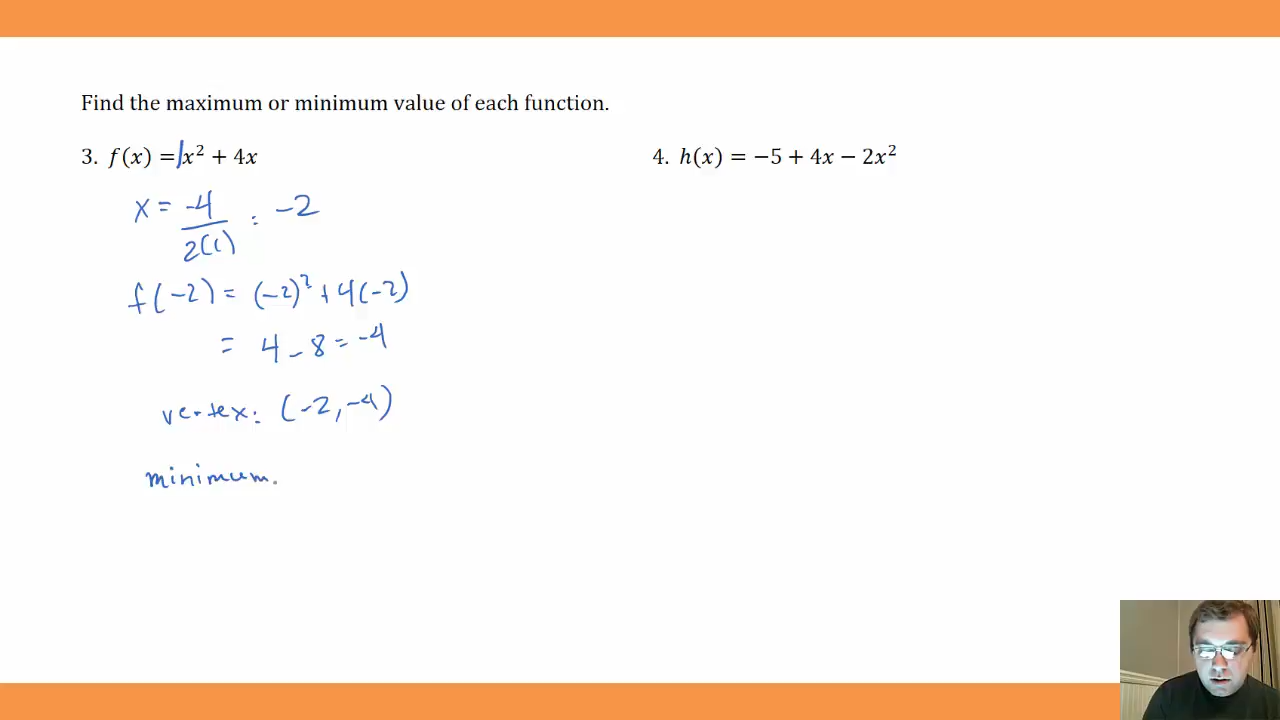 Find the maximum or minimum value of each function.
3. f(x) = 1x² + 4x
x = -4/2(1) = -2
f(-2) = (-2)² + 4(-2)
= 4 - 8 = -4
vertex: (-2, -4)
minimum.
4. h(x) = −5 + 4x − 2x²